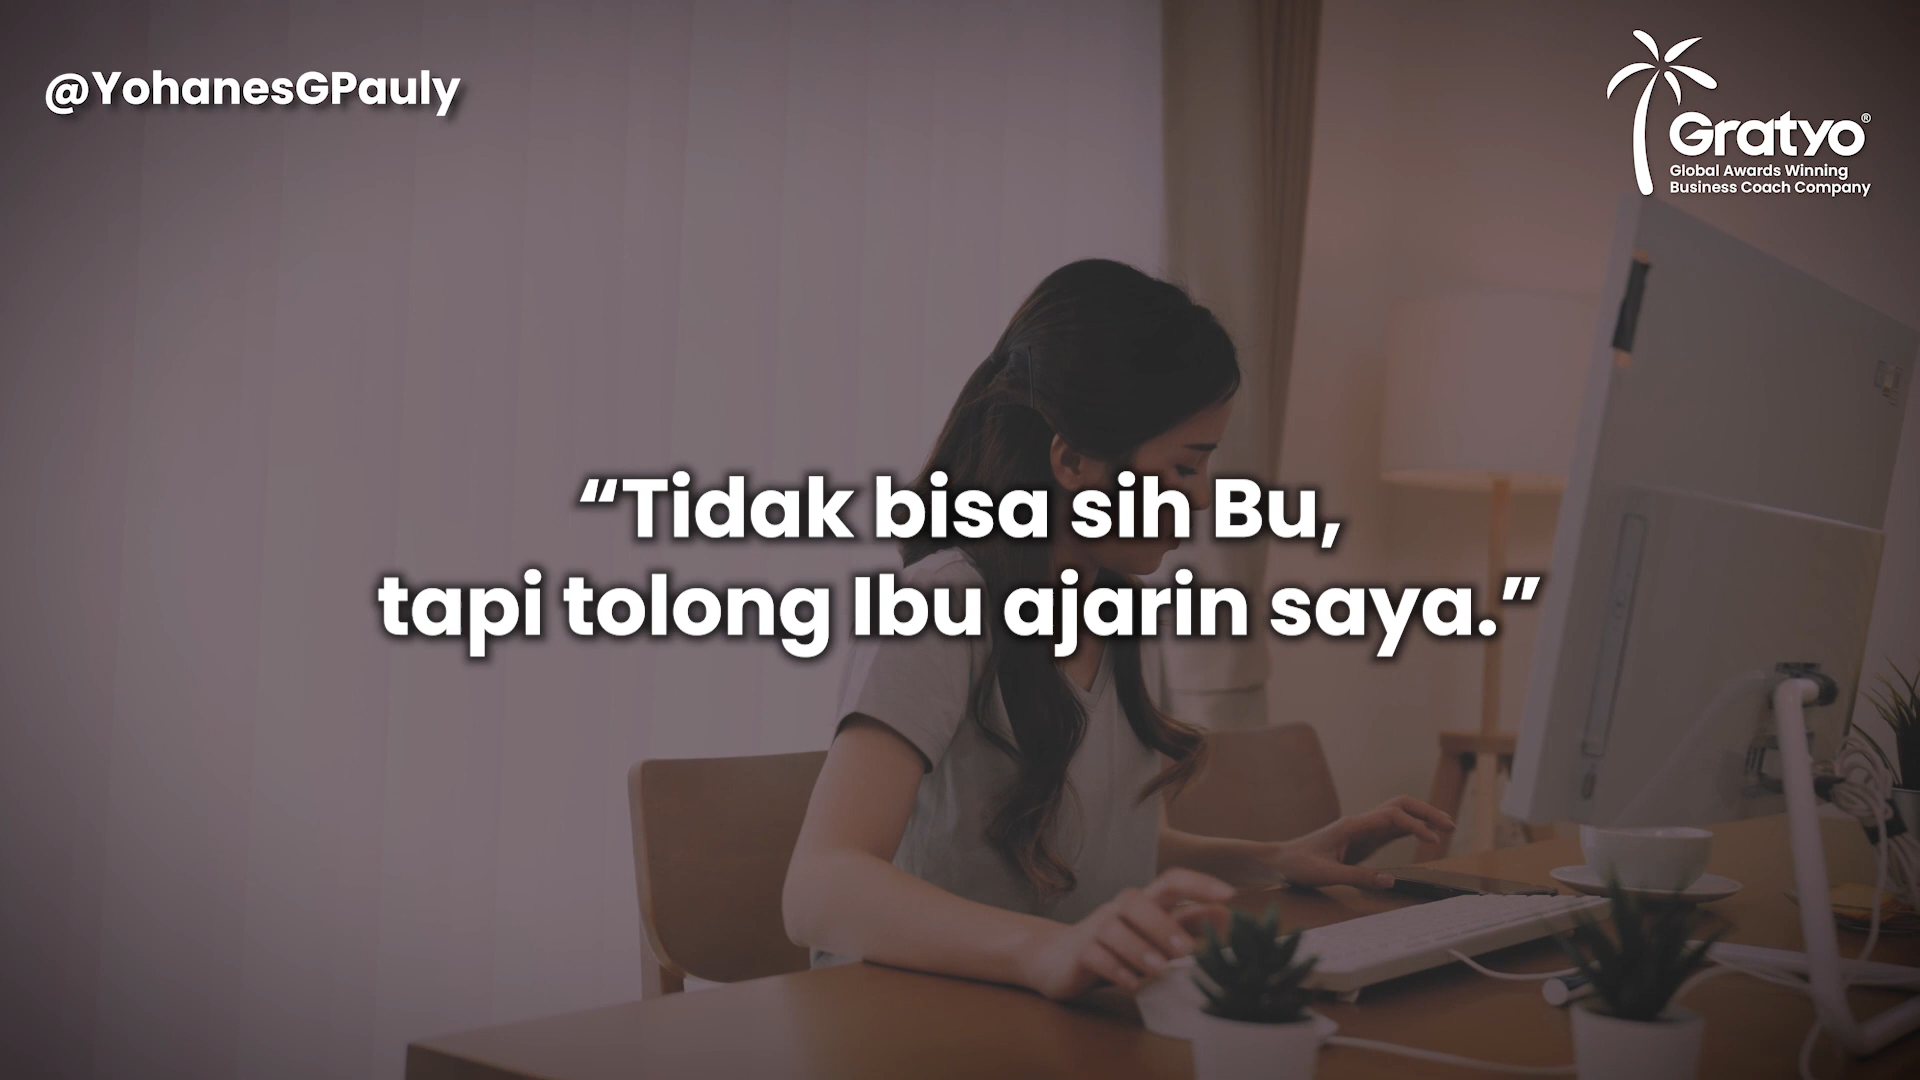 @YohanesGPauly
Gratyo®
Global Awards Winning
Business Coach Company
“Tidak bisa sih Bu,
tapi tolong Ibu ajarin saya.”